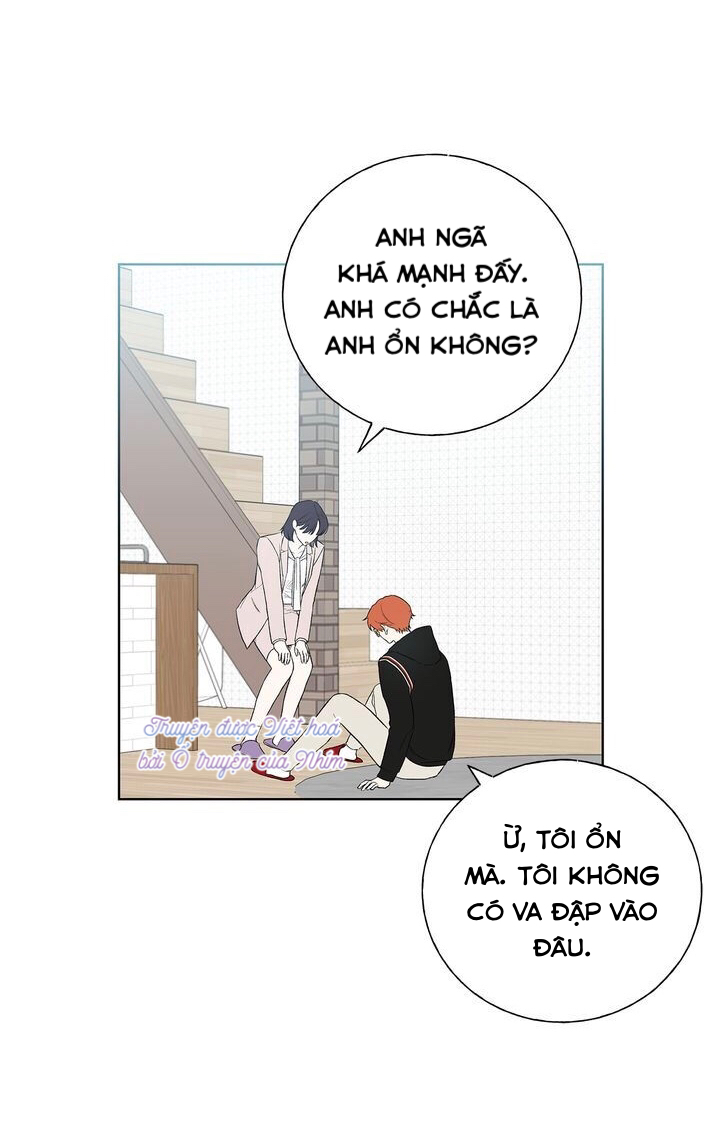 ANH NGÃ
KHÁ MẠNH ĐẤY.
ANH CÓ CHẮC LÀ
ANH ỔN KHÔNG?
Truyện được Việt hoá
bởi Ổ truyện của Nhím
Ừ, TÔI ỔN
MÀ. TÔI KHÔNG
CÓ VA ĐẬP VÀO
ĐÂU.